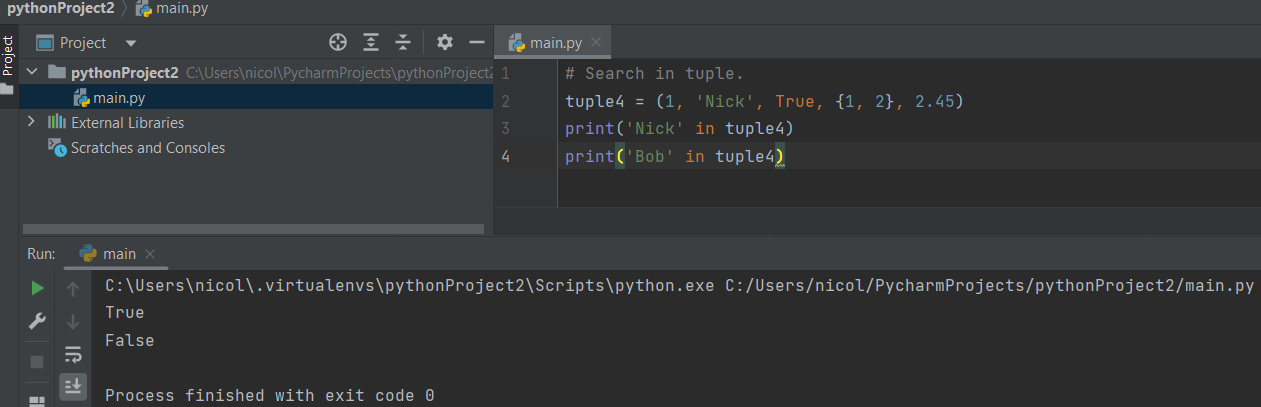 pythonProject2 main.py
Project
Project
pythonProject2 C:\Users\nicol\PycharmProjects\pythonProject2
main.py
External Libraries
Scratches and Consoles
main.py
1 # Search in tuple.
2 tuple4 = (1, 'Nick', True, {1, 2}, 2.45)
3 print('Nick' in tuple4)
4 print('Bob' in tuple4)
Run: main
C:\Users\nicol\.virtualenvs\pythonProject2\Scripts\python.exe C:/Users/nicol/PycharmProjects/pythonProject2/main.py
True
False
Process finished with exit code 0